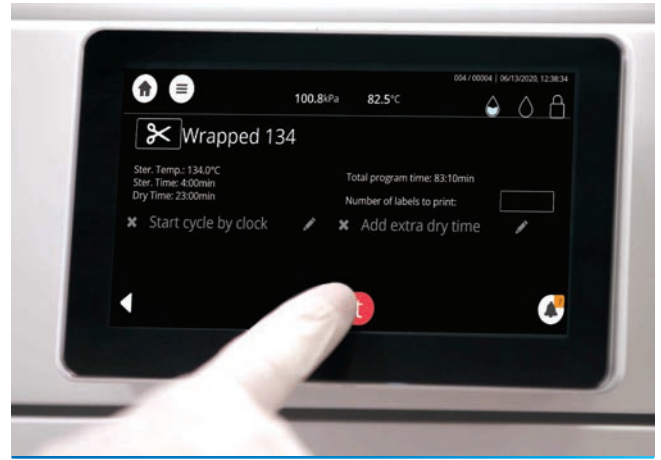 004 / 00004 | 06/13/2020, 12:38:34
100.8kPa 82.5°C
Wrapped 134
Ster. Temp.: 134.0°C
Ster. Time: 4:00min
Dry Time: 23:00min
Total program time: 83:10min
Number of labels to print:
Start cycle by clock
Add extra dry time
t